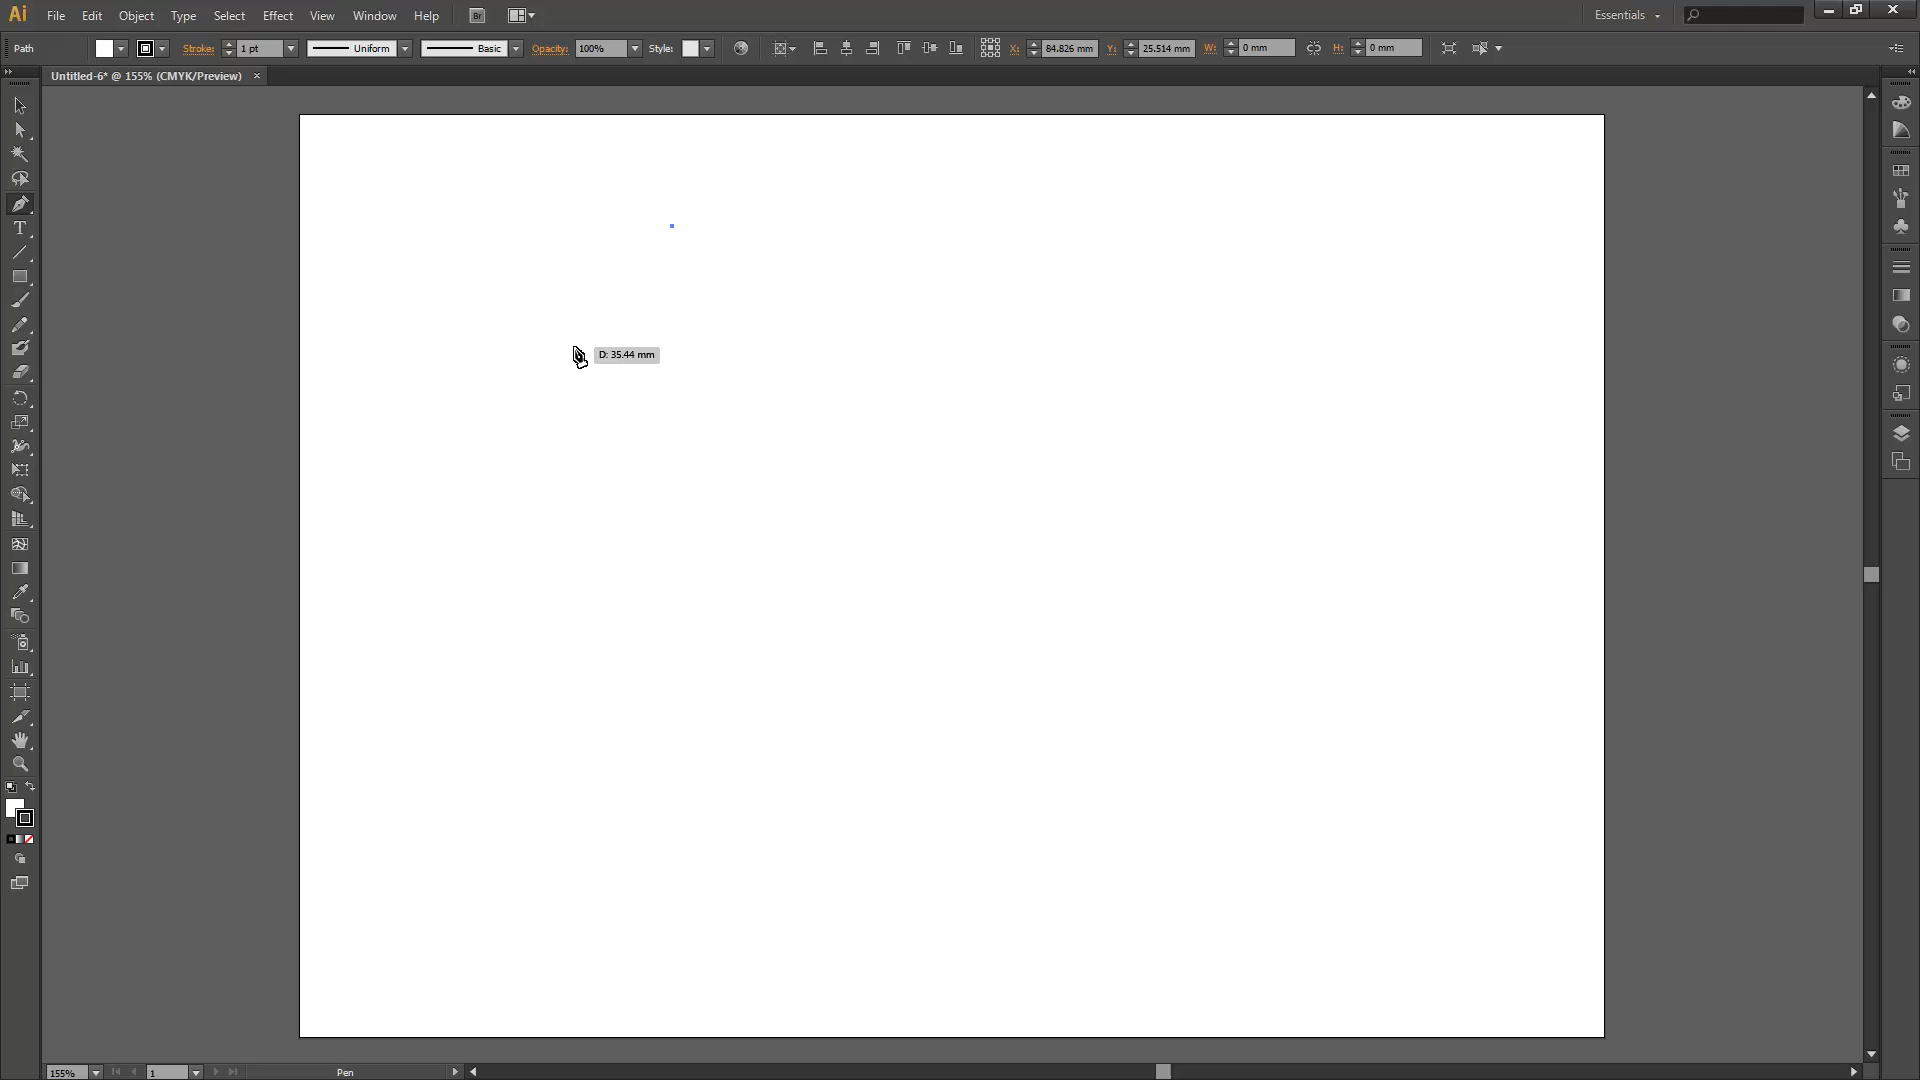 Ai File Edit Object Type Select Effect View Window Help Br Essentials
Path Stroke: 1 pt Uniform Basic Opacity: 100% Style: X: 84.826 mm Y: 25.514 mm W: 0 mm H: 0 mm
Untitled-6* @ 155% (CMYK/Preview) ×
T
D: 35.44 mm
155% 1 Pen